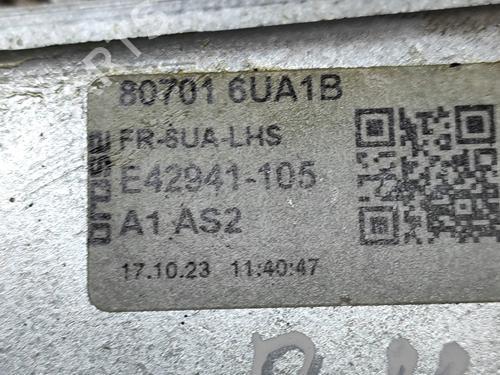 80701 6UA1B
FR-6UA-LHS
E42941-105
A1 AS2
17.10.23 11:40:47